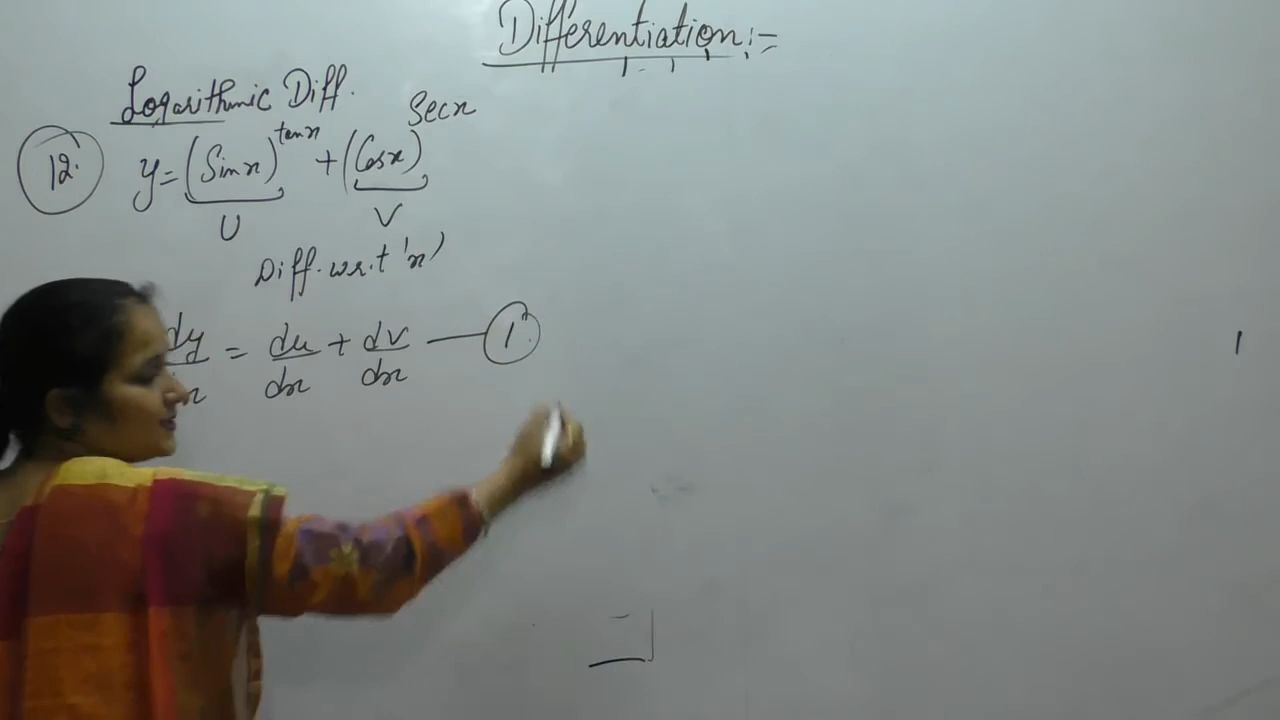 Differentiation:-
Logarithmic Diff.
12. y = (Sinx)^tanx + (Cosx)^Secx
U V
Diff. w.r.t 'x'
dy/dx = du/dx + dv/dx — 1